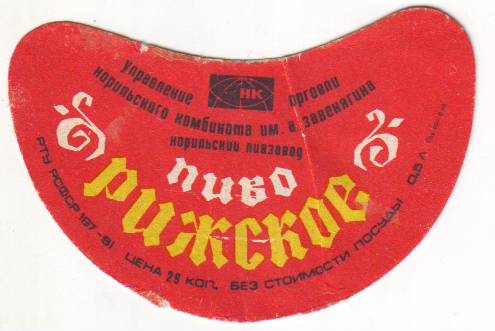 Управление торговли
НК
норильского комбината им. а. завенягина
норильский пивзавод
пиво
рижское
РТУ РСФСР 197-81 ЦЕНА 29 КОП. БЕЗ СТОИМОСТИ ПОСУДЫ 0,5 Л